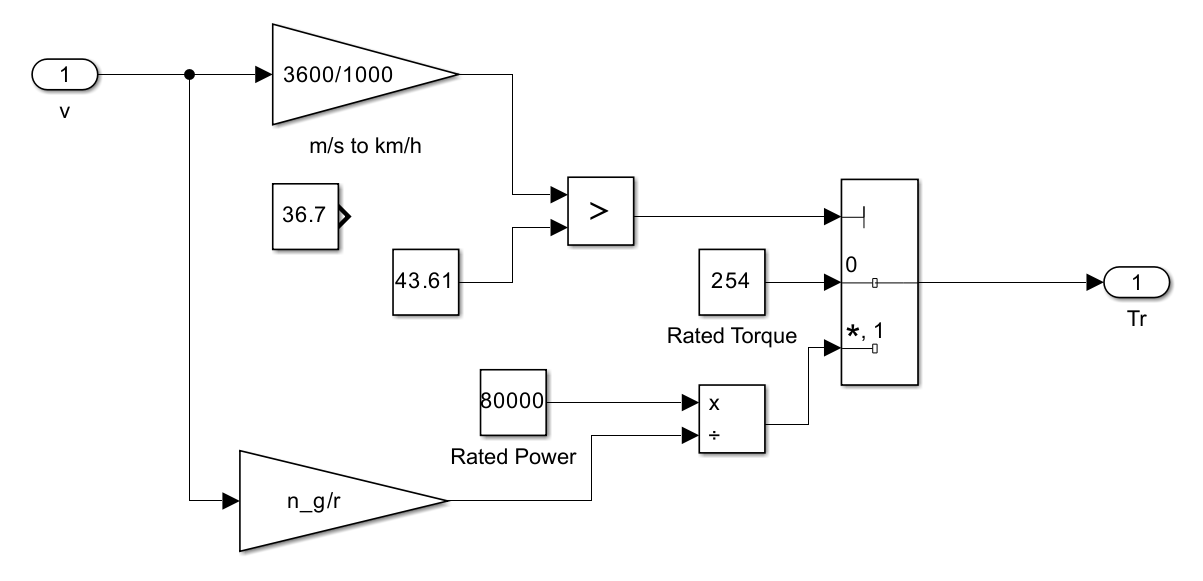 1
v
3600/1000
m/s to km/h
36.7
43.61
>
254
Rated Torque
0
*, 1
1
Tr
80000
Rated Power
x
÷
n_g/r